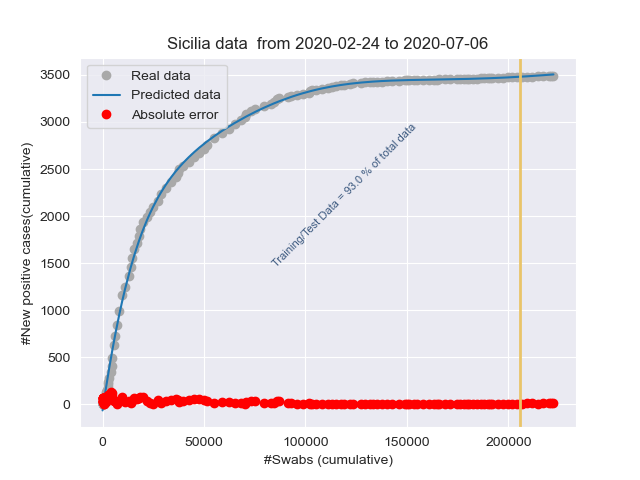 Sicilia data  from 2020-02-24 to 2020-07-06
Real data
Predicted data
Absolute error
3500
3000
2500
2000
1500
1000
500
0
#New positive cases(cumulative)
Training/Test Data = 93.0 % of total data
0
50000
100000
150000
200000
#Swabs (cumulative)